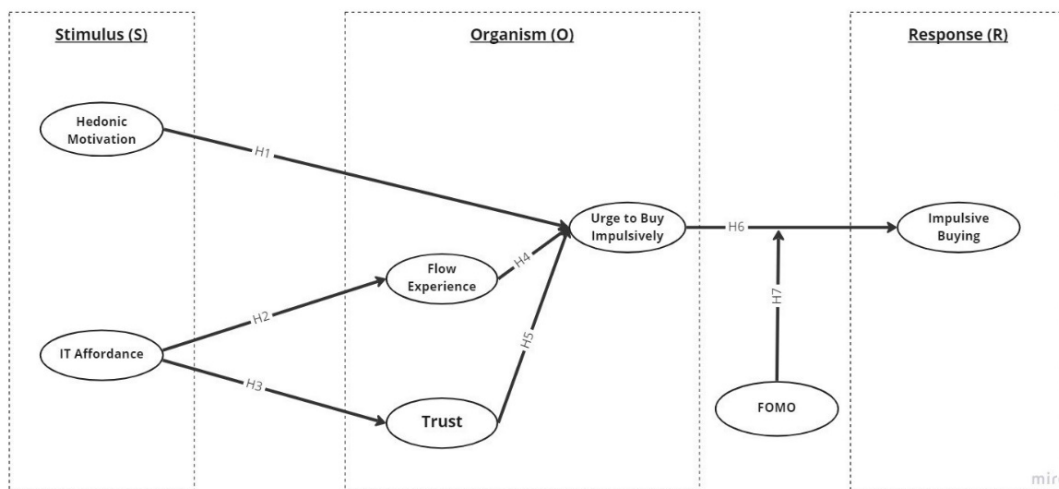 Stimulus (S)
Organism (O)
Response (R)
Hedonic
Motivation
H1
Urge to Buy
Impulsively
H6
Impulsive
Buying
Flow
Experience
H4
H2
H7
IT Affordance
H5
H3
Trust
FOMO